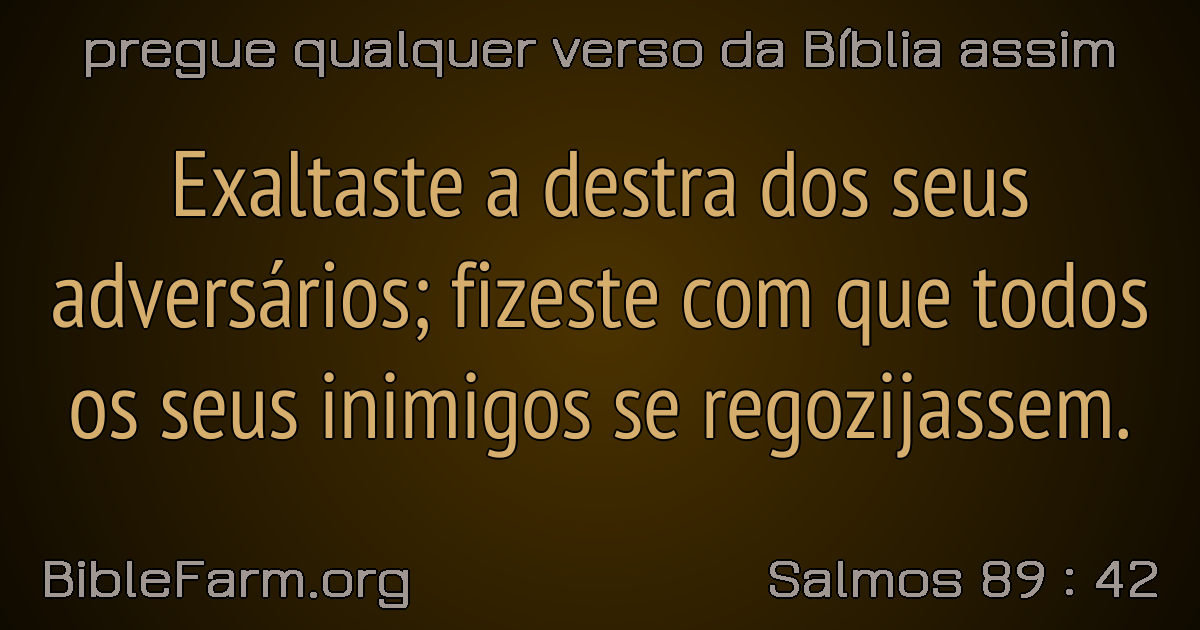 pregue qualquer verso da Bíblia assim
Exaltaste a destra dos seus
adversários; fizeste com que todos
os seus inimigos se regozijassem.
BibleFarm.org
Salmos 89 : 42